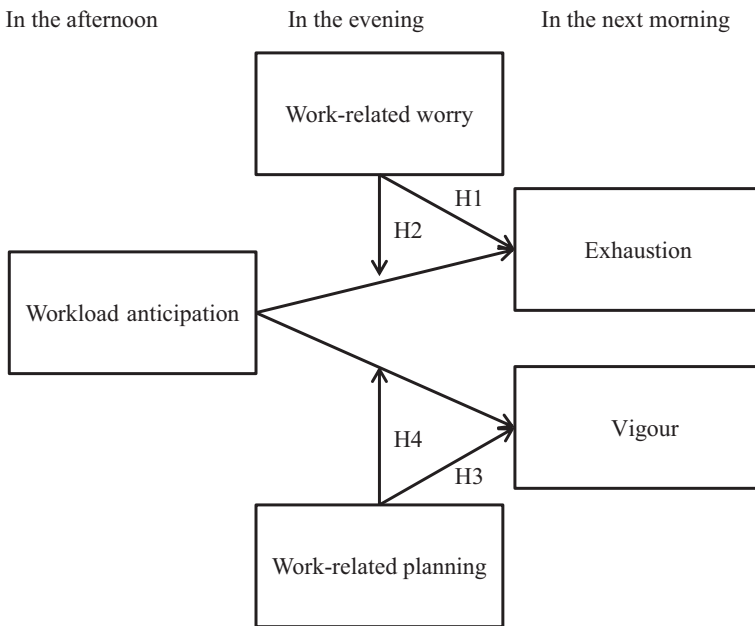 In the afternoon
In the evening
In the next morning
Work-related worry
H1
H2
Exhaustion
Workload anticipation
Vigour
H4
H3
Work-related planning